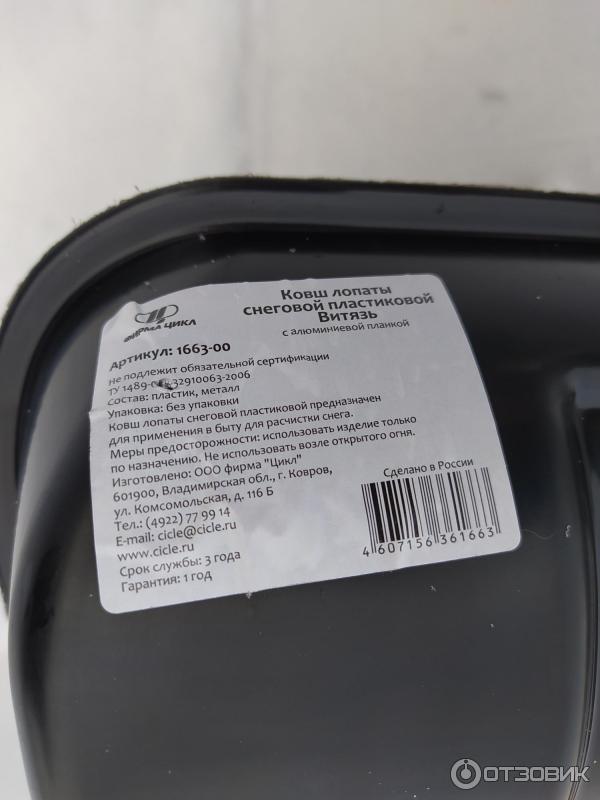 ФИРМА ЦИКЛ
Ковш лопаты
снеговой пластиковой
Витязь
с алюминиевой планкой
Артикул: 1663-00
Не подлежит обязательной сертификации
ТУ 32910063-2006
Состав: пластик, металл
Упаковка: без упаковки
Ковш лопаты снеговой пластиковой предназначен
для применения в быту для расчистки снега.
Меры предосторожности: использовать изделие только
по назначению. Не использовать возле открытого огня.
Изготовлено: ООО фирма "Цикл"
601900, Владимирская обл., г. Ковров,
ул. Комсомольская, д. 116 Б
Тел.: (4922) 77 99 14
E-mail: cicle@cicle.ru
www.cicle.ru
Срок службы: 3 года
Гарантия: 1 год
Сделано в России
4 607156 361663
ОТЗОВИК